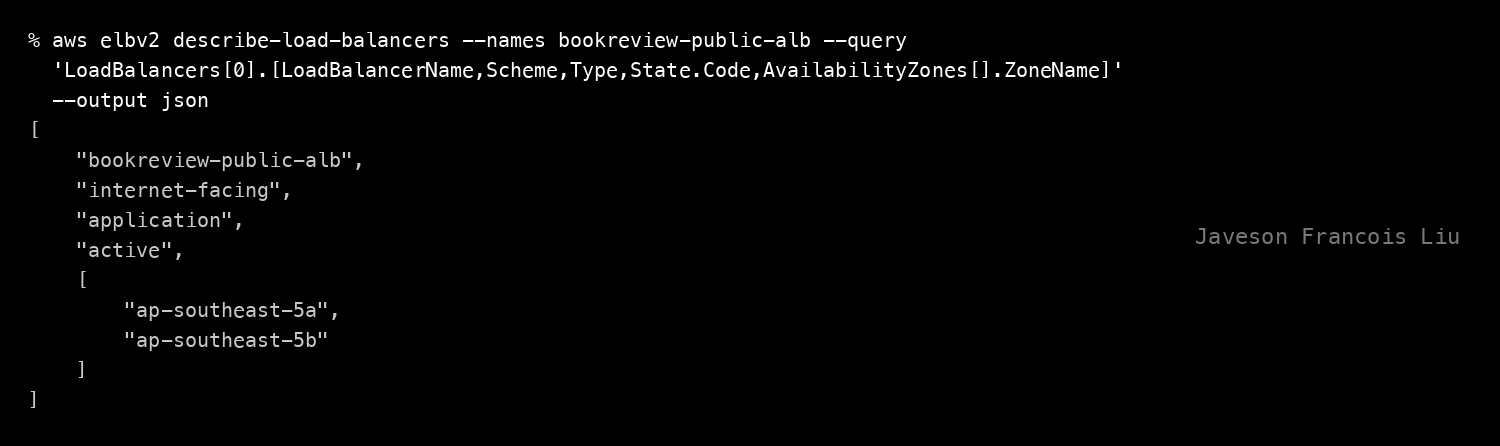 % aws elbv2 describe-load-balancers --names bookreview-public-alb --query
  'LoadBalancers[0].[LoadBalancerName,Scheme,Type,State.Code,AvailabilityZones[].ZoneName]'
  --output json
[
    "bookreview-public-alb",
    "internet-facing",
    "application",
    "active",
    [
        "ap-southeast-5a",
        "ap-southeast-5b"
    ]
]
Javeson Francois Liu